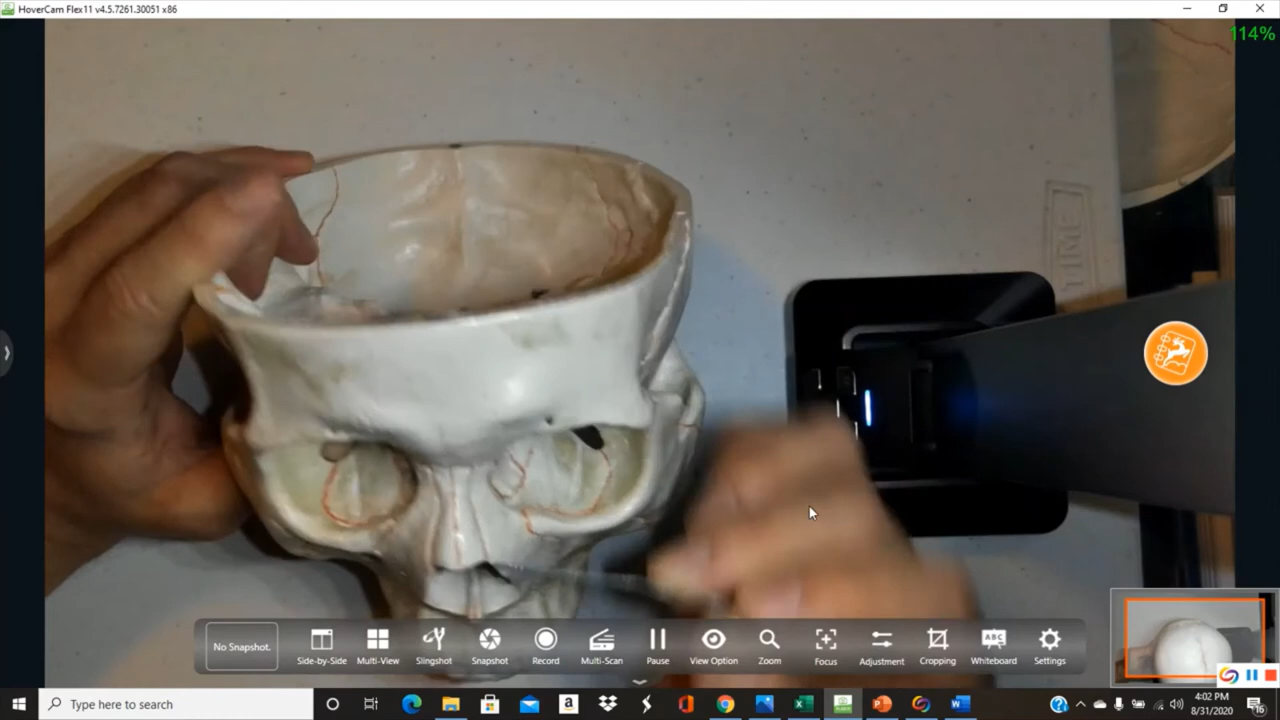 HoverCam Flex11 v4.5.7261.30051 x86
114%
TIME
No Snapshot.
Side-by-Side
Multi-View
Slingshot
Snapshot
Record
Multi-Scan
Pause
View Option
Zoom
Focus
Adjustment
Cropping
ABC
Whiteboard
Settings
Type here to search
4:02 PM
8/31/2020
16